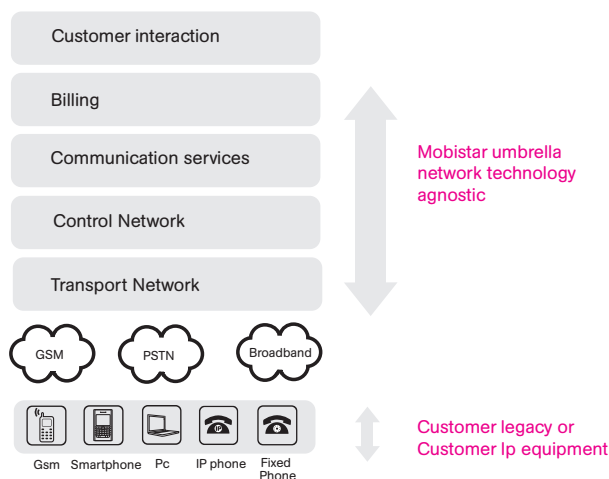 Customer interaction
Billing
Communication services
Control Network
Transport Network
Mobistar umbrella
network technology
agnostic
GSM
PSTN
Broadband
IP
Gsm
Smartphone
Pc
IP phone
Fixed
Phone
Customer legacy or
Customer Ip equipment